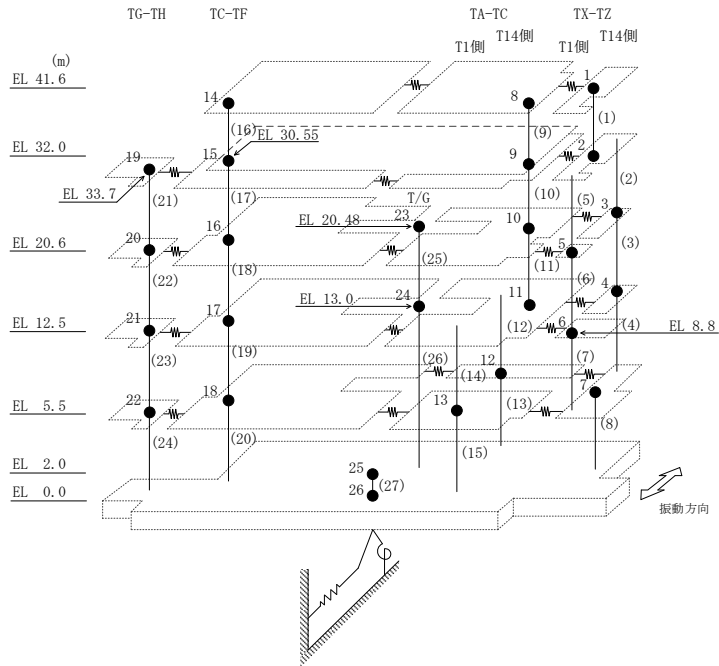 TG-TH TC-TF TA-TC TX-TZ
T1側 T14側 T1側 T14側
(m)
EL 41.6
14 8 1
(16) (9) (1)
EL 30.55
EL 32.0
19 15 9 2
EL 33.7
(21) (17) (10) (2)
T/G
16 23 10 (5) 3
EL 20.48
20 5 (3)
EL 20.6
(22) (18) (25) (11)
EL 13.0
24 11 (6) 4
21 17 6
EL 12.5
(12) (4) EL 8.8
(23) (19) (26) (14) 12 (7)
22 18 13 (13) 7
EL 5.5
(24) (20) (15) (8)
EL 2.0
25
26 (27)
EL 0.0
振動方向